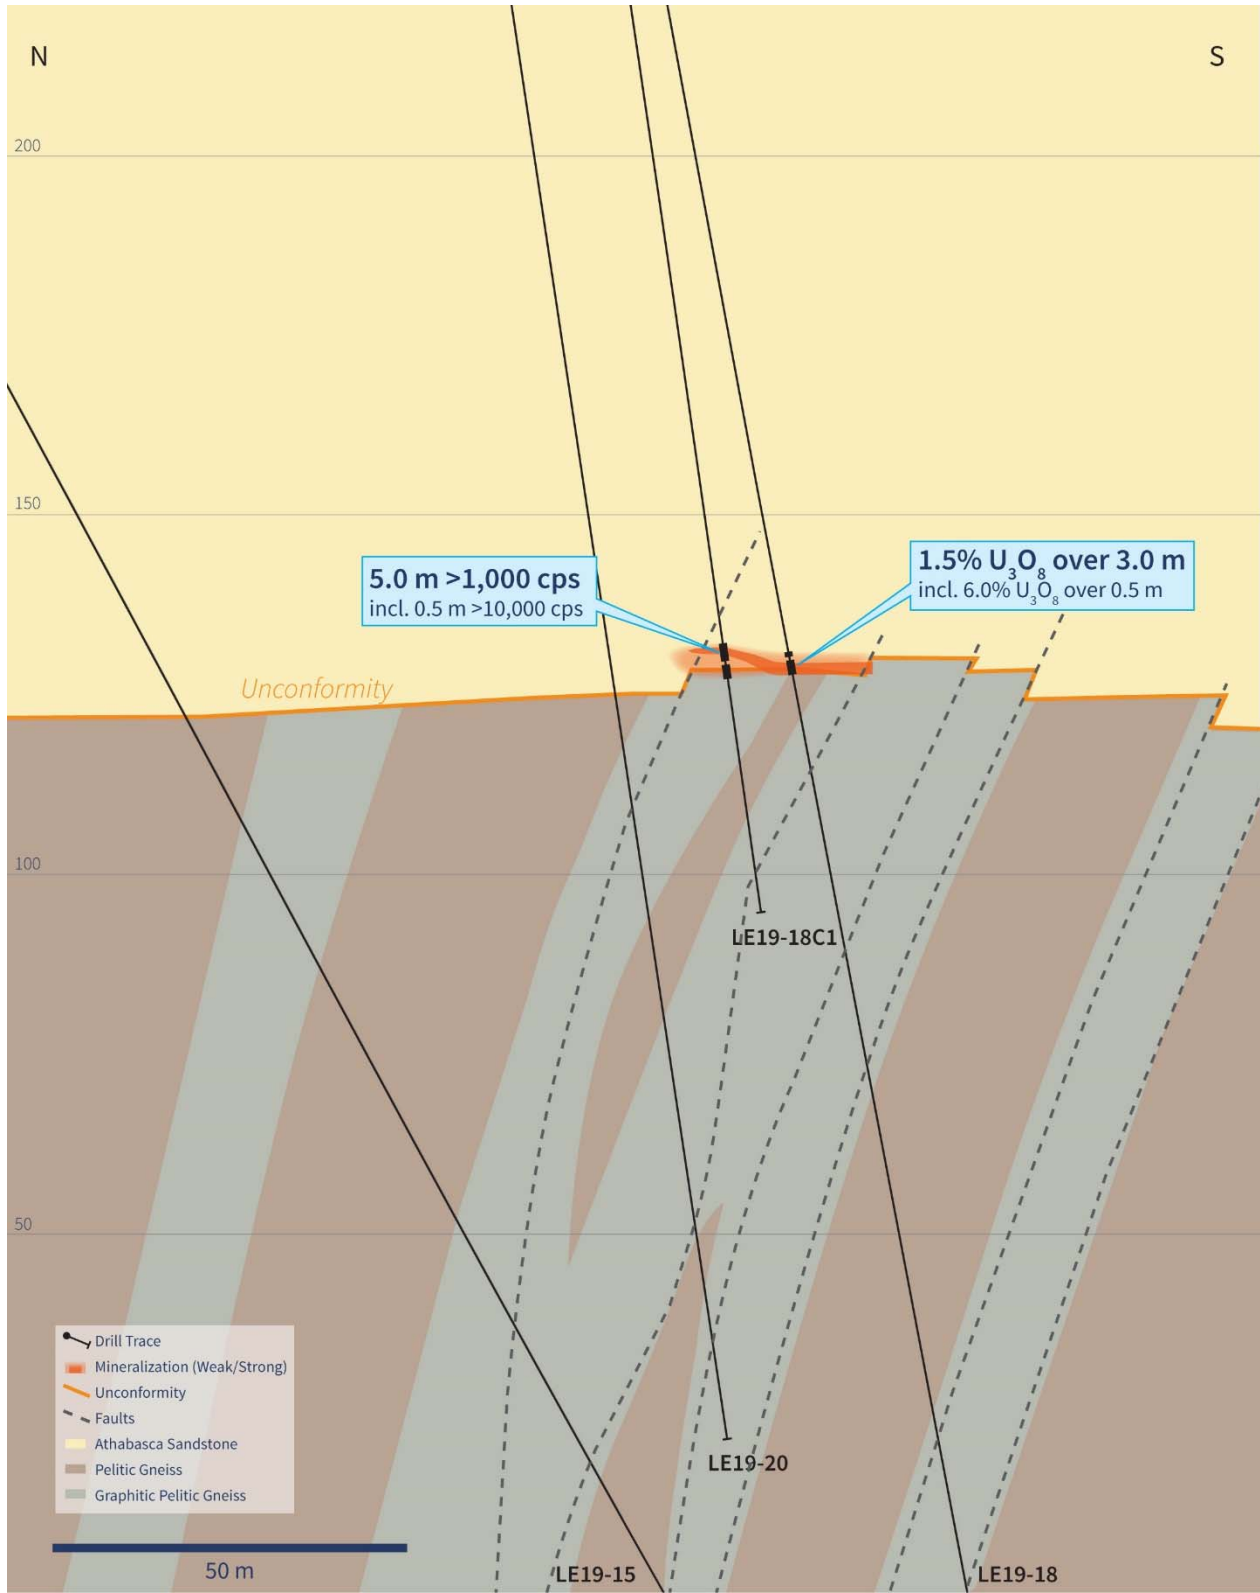 N
S
200
150
5.0 m >1,000 cps
incl. 0.5 m >10,000 cps
1.5% U₃O₈ over 3.0 m
incl. 6.0% U₃O₈ over 0.5 m
Unconformity
100
LE19-18C1
50
Drill Trace
Mineralization (Weak/Strong)
Unconformity
Faults
Athabasca Sandstone
Pelitic Gneiss
Graphitic Pelitic Gneiss
LE19-20
50 m
LE19-15
LE19-18